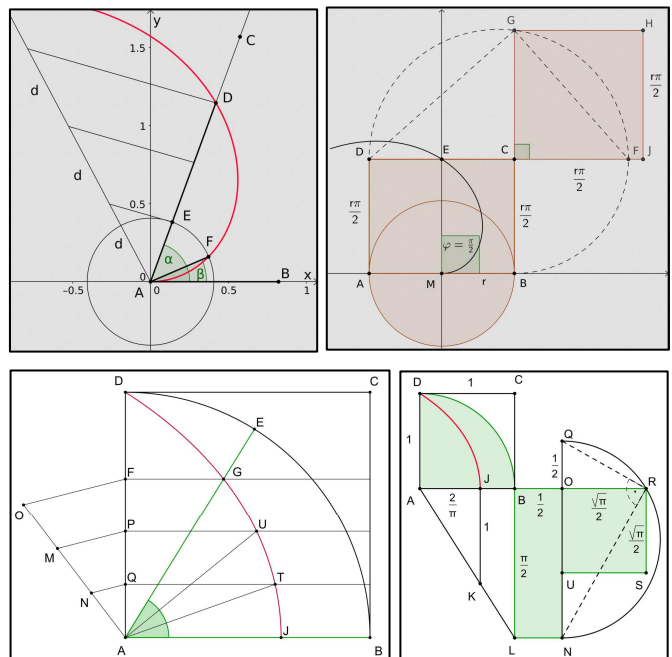 y
1.5
C
D
d
1
d
0.5
E
d
F
α
β
B
x
0
A
−0.5
0
0.5
1
G
H
rπ/2
D
E
C
F
J
rπ/2
rπ/2
rπ/2
φ = π/2
A
M
r
B
D
C
E
F
G
O
P
U
M
Q
T
N
A
J
B
D
1
C
1
Q
1/2
A
2/π
J
B
1/2
O
√π/2
R
1
π/2
√π/2
K
U
S
L
N